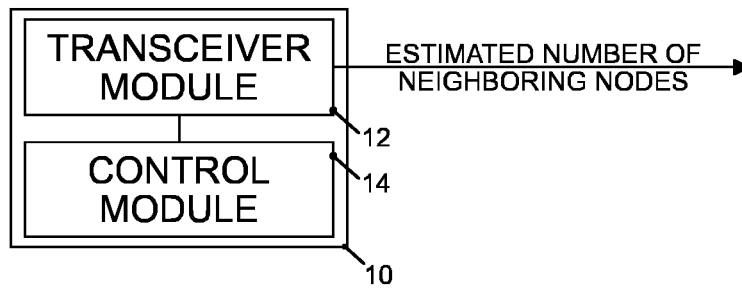 TRANSCEIVER
MODULE
ESTIMATED NUMBER OF
NEIGHBORING NODES
12
CONTROL
MODULE
14
10